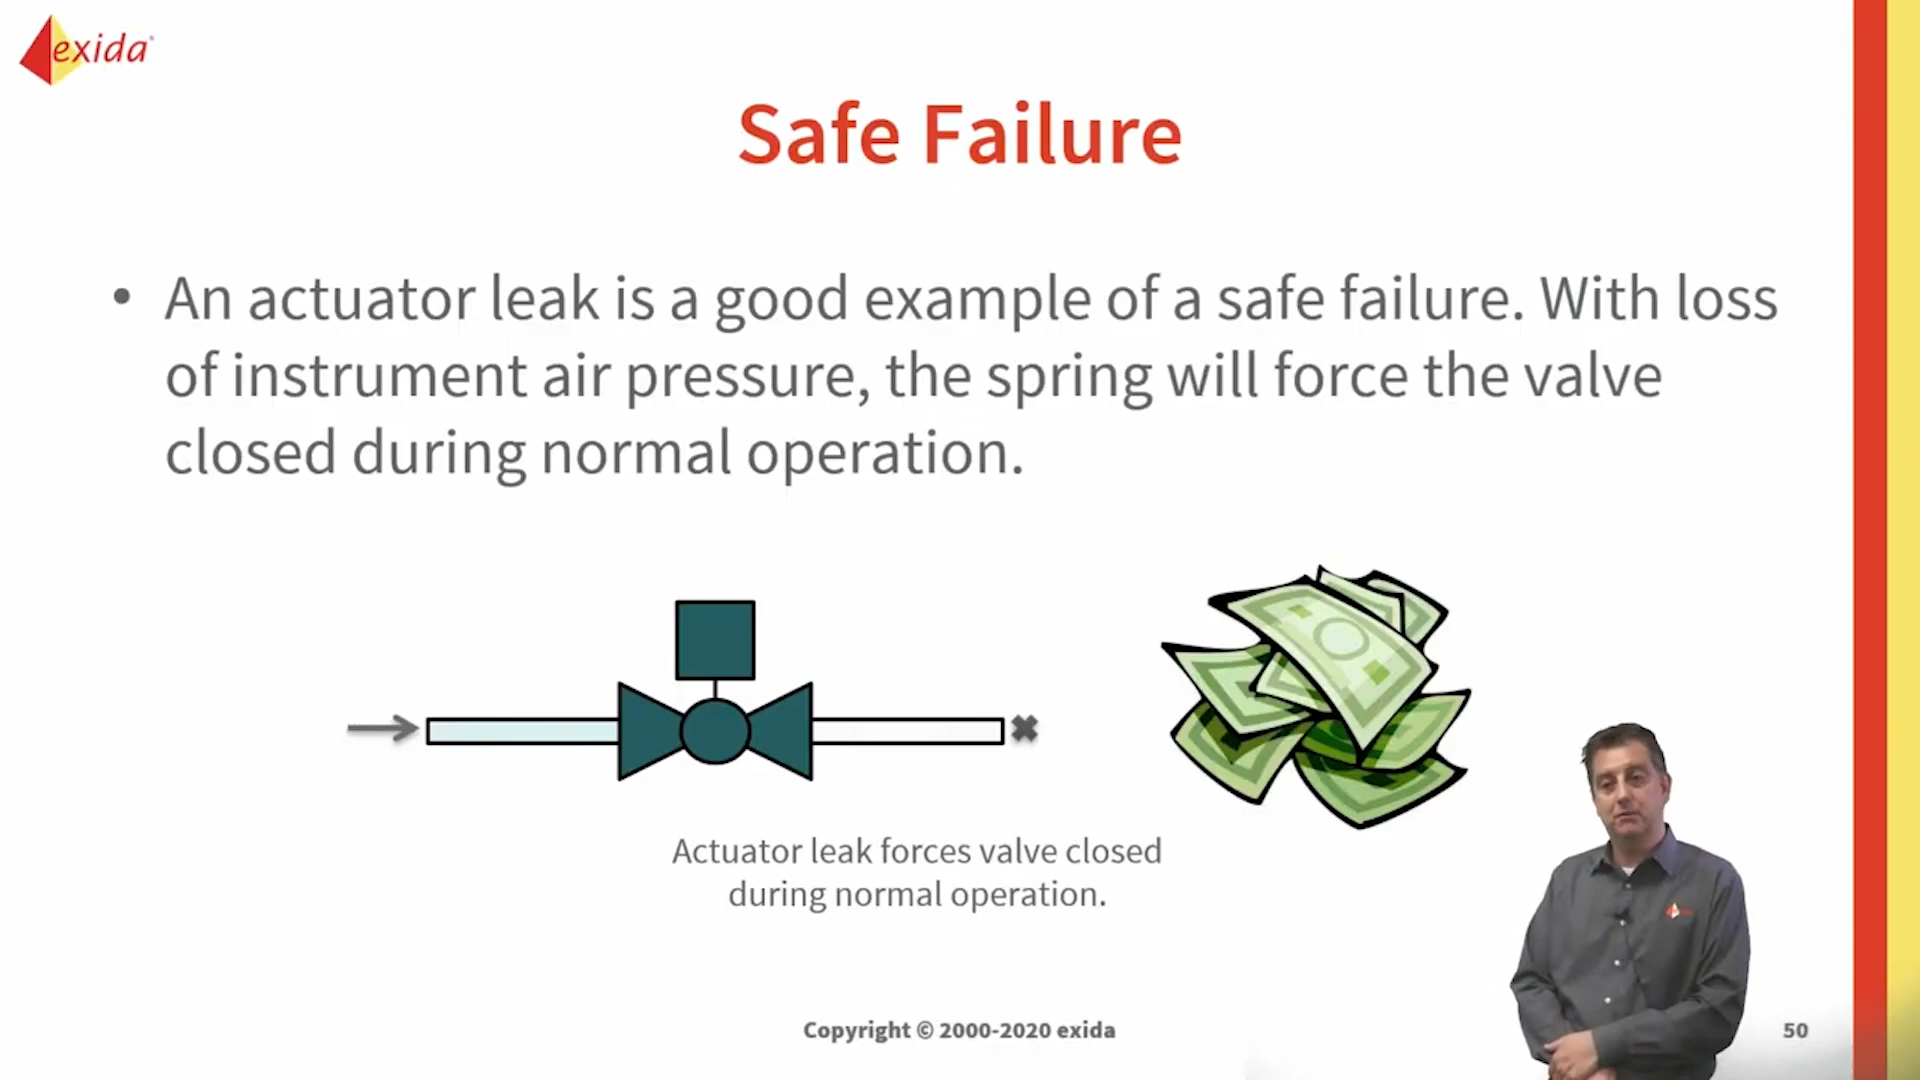 exida
Safe Failure
• An actuator leak is a good example of a safe failure. With loss
of instrument air pressure, the spring will force the valve
closed during normal operation.
Actuator leak forces valve closed
during normal operation.
Copyright © 2000-2020 exida
50